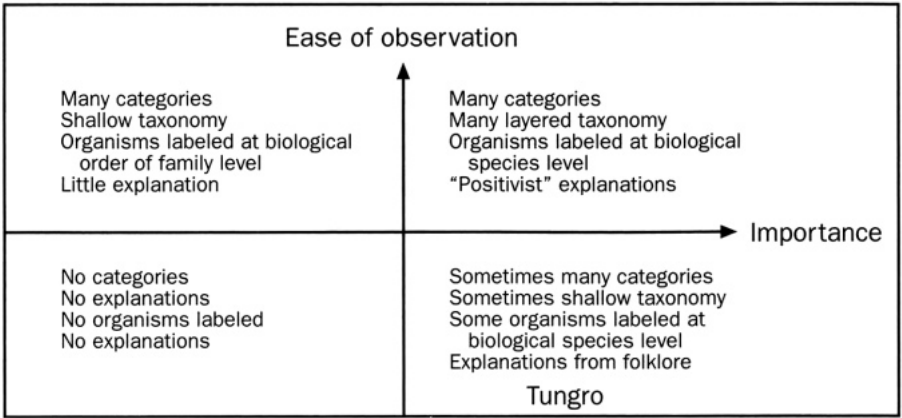 Ease of observation
Many categories
Shallow taxonomy
Organisms labeled at biological
order of family level
Little explanation
Many categories
Many layered taxonomy
Organisms labeled at biological
species level
“Positivist” explanations
Importance
No categories
No explanations
No organisms labeled
No explanations
Sometimes many categories
Sometimes shallow taxonomy
Some organisms labeled at
biological species level
Explanations from folklore
Tungro